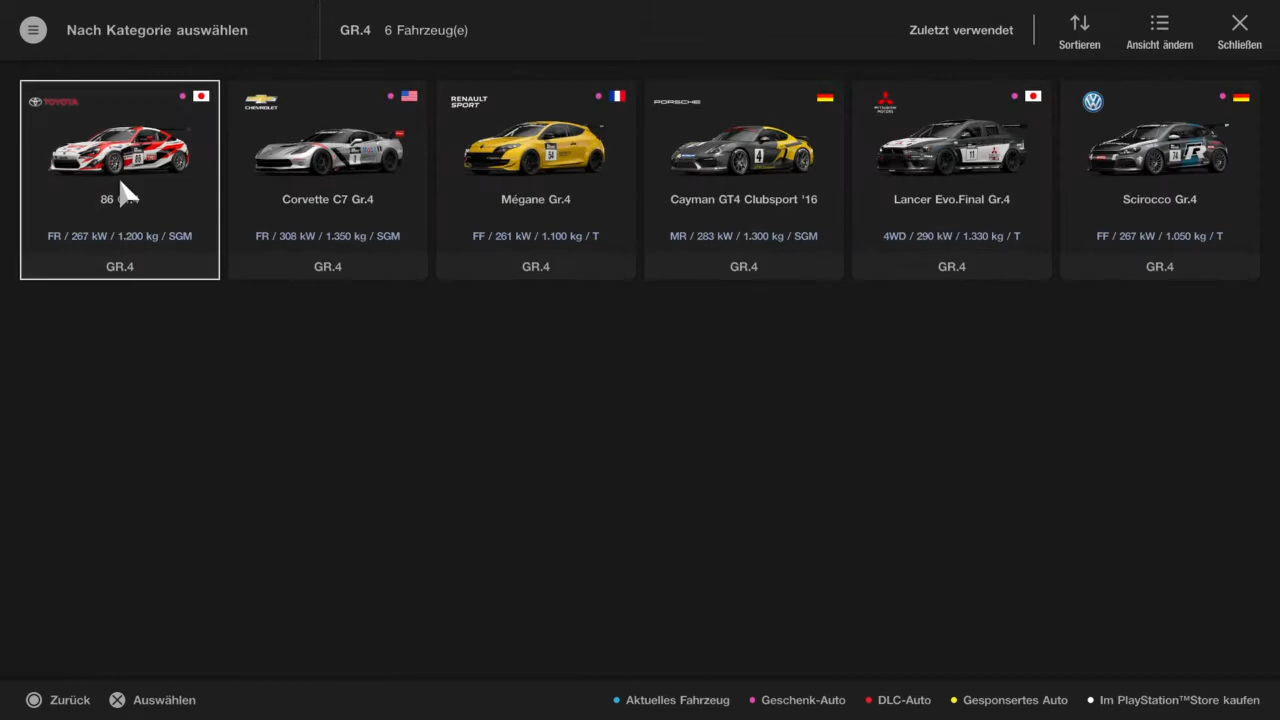 Nach Kategorie auswählen
GR.4 6 Fahrzeug(e)
Zuletzt verwendet
Sortieren
Ansicht ändern
Schließen
TOYOTA
86
FR / 267 kW / 1.200 kg / SGM
GR.4
CHEVROLET
Corvette C7 Gr.4
FR / 308 kW / 1.350 kg / SGM
GR.4
RENAULT
SPORT
54
Mégane Gr.4
FF / 261 kW / 1.100 kg / T
GR.4
PORSCHE
4
Cayman GT4 Clubsport '16
MR / 283 kW / 1.300 kg / SGM
GR.4
MITSUBISHI
MOTORS
11
Lancer Evo.Final Gr.4
4WD / 290 kW / 1.330 kg / T
GR.4
Scirocco Gr.4
FF / 267 kW / 1.050 kg / T
GR.4
Zurück
Auswählen
Aktuelles Fahrzeug
Geschenk-Auto
DLC-Auto
Gesponsertes Auto
Im PlayStation™Store kaufen